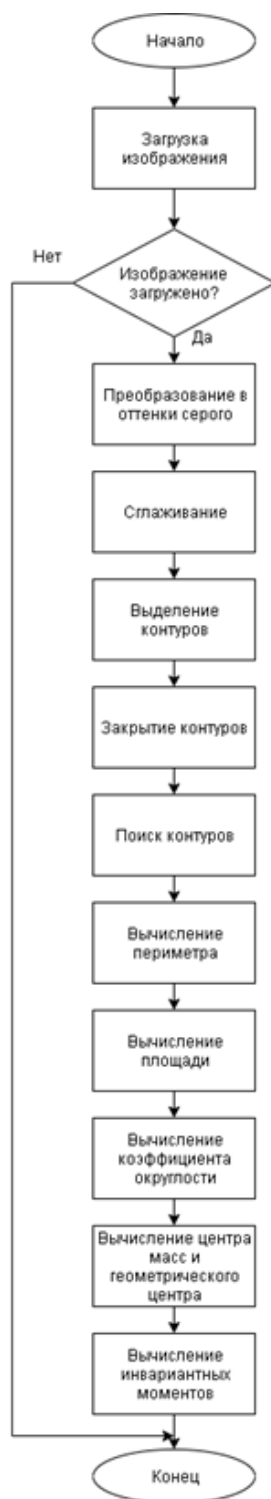 Начало
Загрузка
изображения
Нет
Изображение
загружено?
Да
Преобразование в
оттенки серого
Сглаживание
Выделение
контуров
Закрытие контуров
Поиск контуров
Вычисление
периметра
Вычисление
площади
Вычисление
коэффициента
округлости
Вычисление центра
масс и
геометрического
центра
Вычисление
инвариантных
моментов
Конец